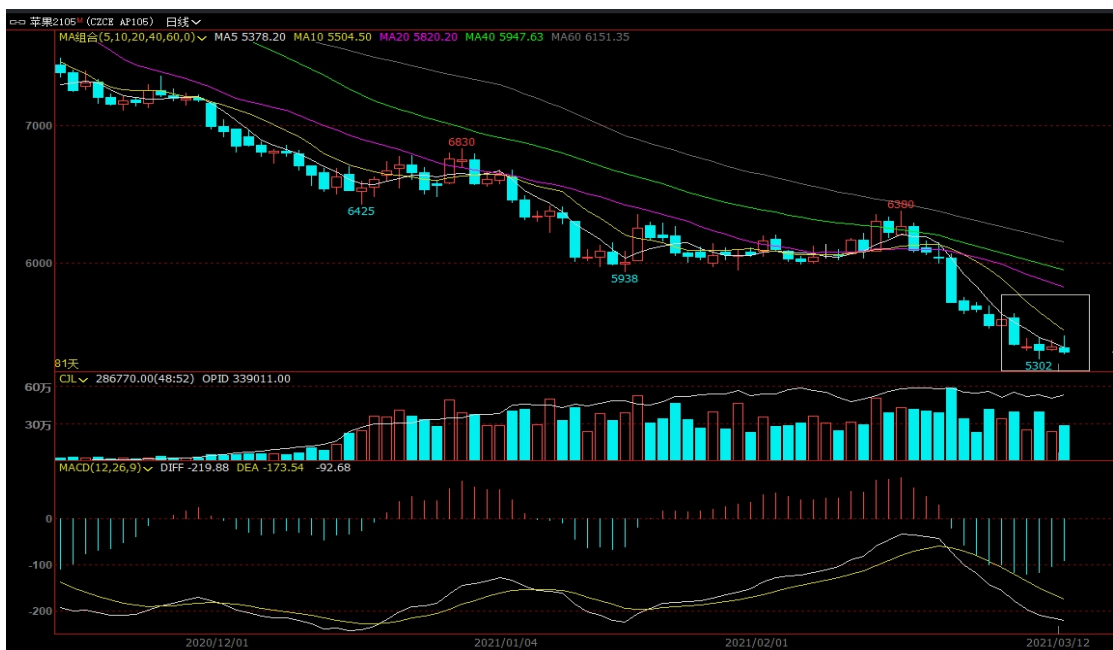 苹果2105M (CZCE AP105) 日线
MA组合(5,10,20,40,60,0) MA5 5378.20 MA10 5504.50 MA20 5820.20 MA40 5947.63 MA60 6151.35
7000
6830
6425
6380
6000
5938
5302
81天
CJL 286770.00(48:52) OPID 339011.00
60万
30万
MACD(12,26,9) DIFF -219.88 DEA -173.54 -92.68
0
-100
-200
2020/12/01 2021/01/04 2021/02/01 2021/03/12